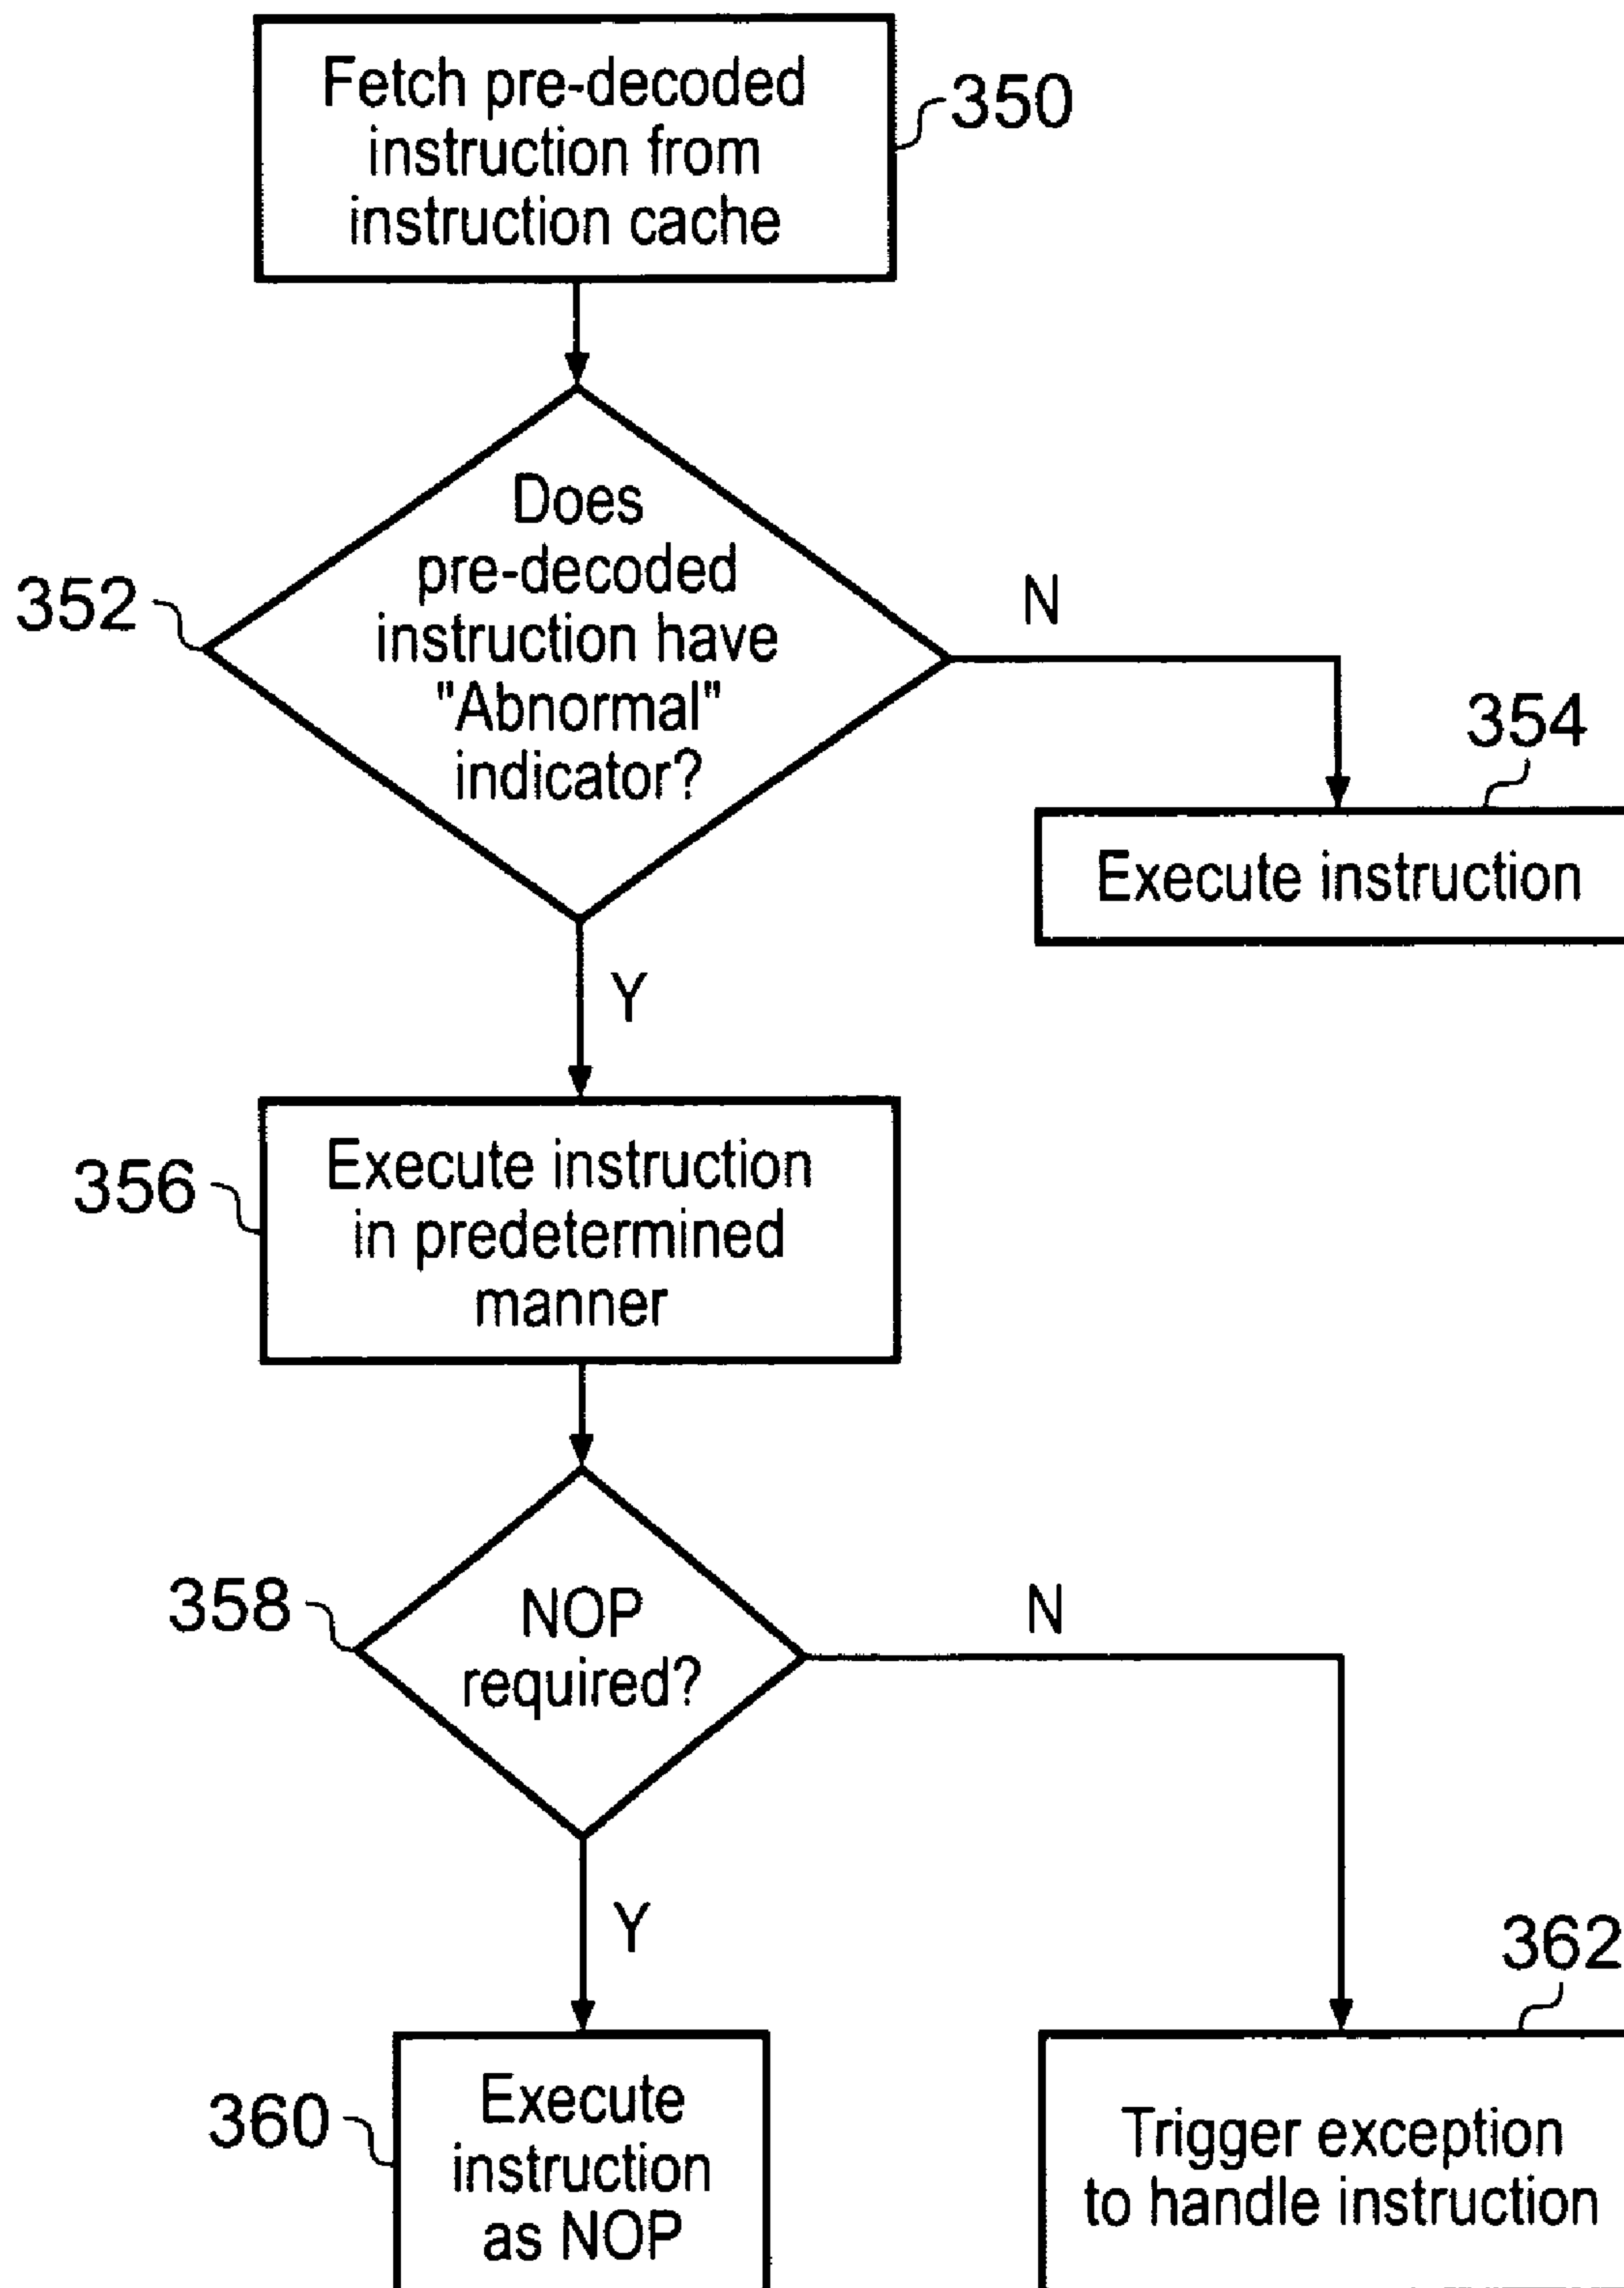 Fetch pre-decoded
instruction from
instruction cache
350
Does
pre-decoded
instruction have
"Abnormal"
indicator?
352
N
354
Execute instruction
Y
356
Execute instruction
in predetermined
manner
358
NOP
required?
N
Y
362
360
Execute
instruction
as NOP
Trigger exception
to handle instruction